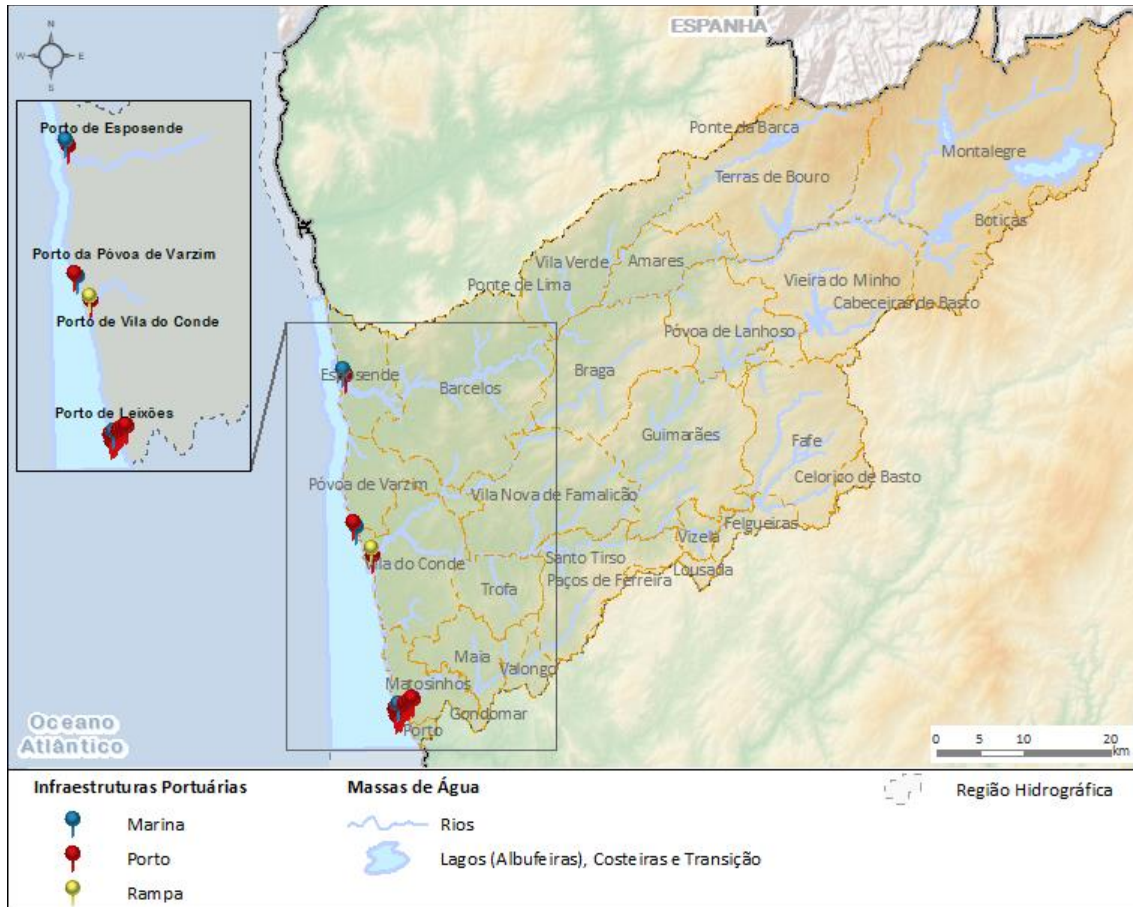 ESPANHA
N
W
E
S
Porto de Esposende
Ponte da Barca
Montalegre
Terras de Bouro
Boticas
Porto da Póvoa de Varzim
Vila Verde
Amares
Ponte de Lima
Vieira do Minho
Cabeceiras de Basto
Porto de Vila do Conde
Póvoa de Lanhoso
Esposende
Braga
Barcelos
Porto de Leixões
Guimarães
Fafe
Celorico de Basto
Póvoa de Varzim
Vila Nova de Famalicão
Felgueiras
Vizela
Vila do Conde
Santo Tirso
Lousada
Paços de Ferreira
Trofa
Maia
Valongo
Matosinhos
Gondomar
Porto
Oceano
Atlântico
0 5 10 20
km
Infraestruturas Portuárias
Marina
Porto
Rampa
Massas de Água
Rios
Lagos (Albufeiras), Costeiras e Transição
Região Hidrográfica